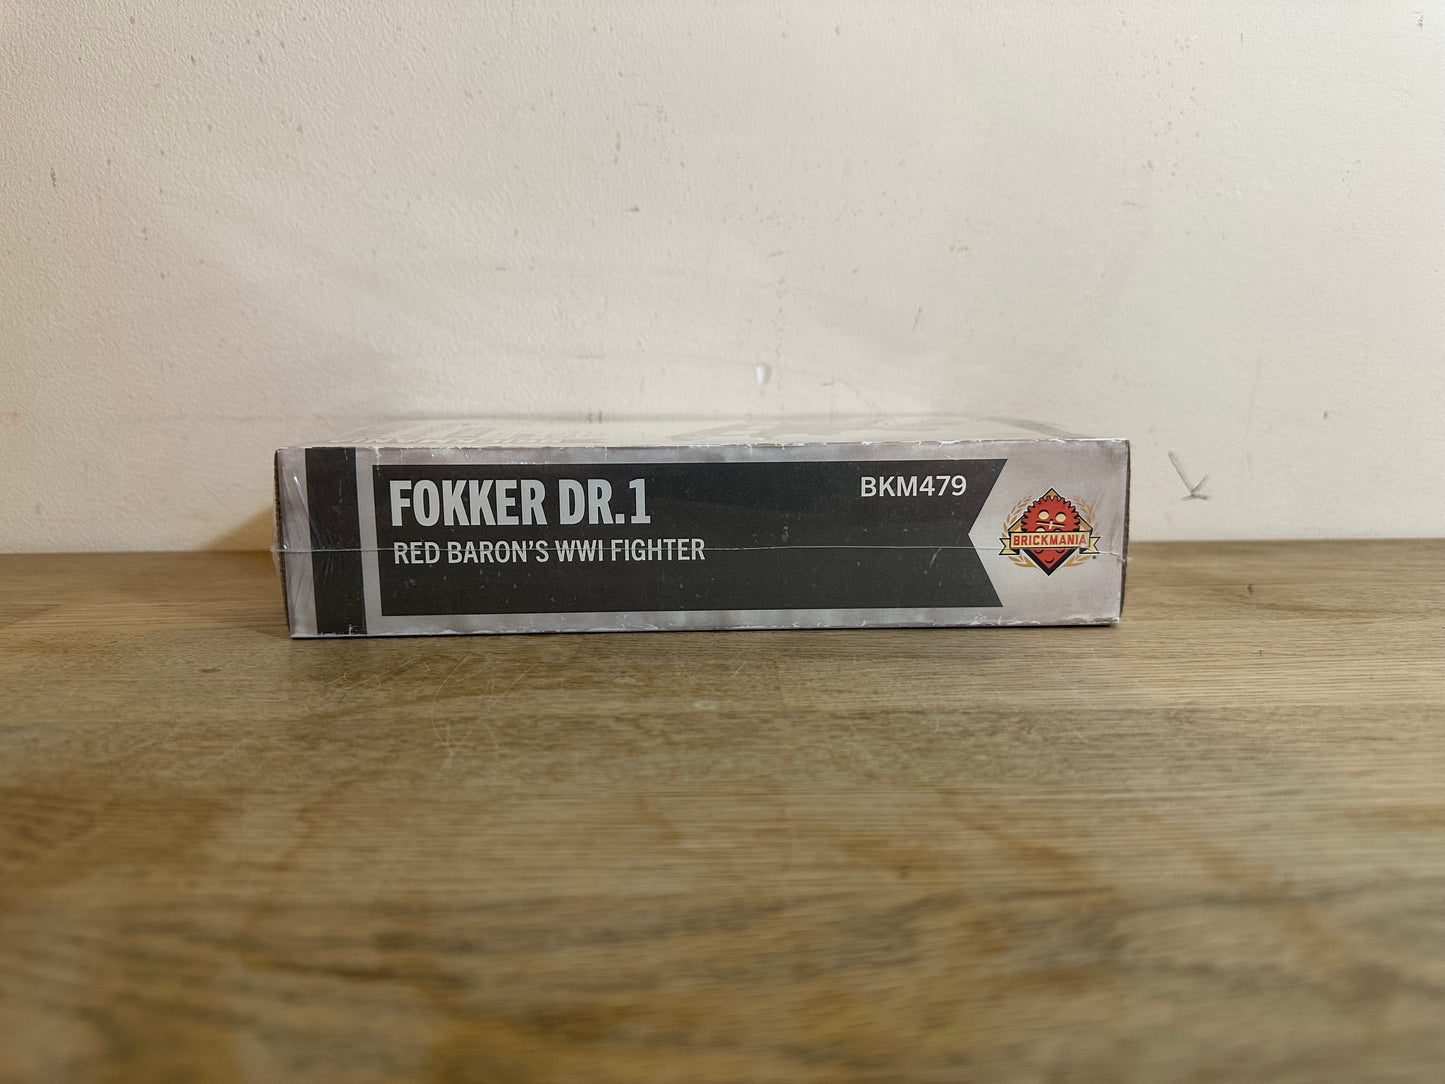 FOKKER DR.1
BKM479
RED BARON'S WWI FIGHTER
BRICKMANIA